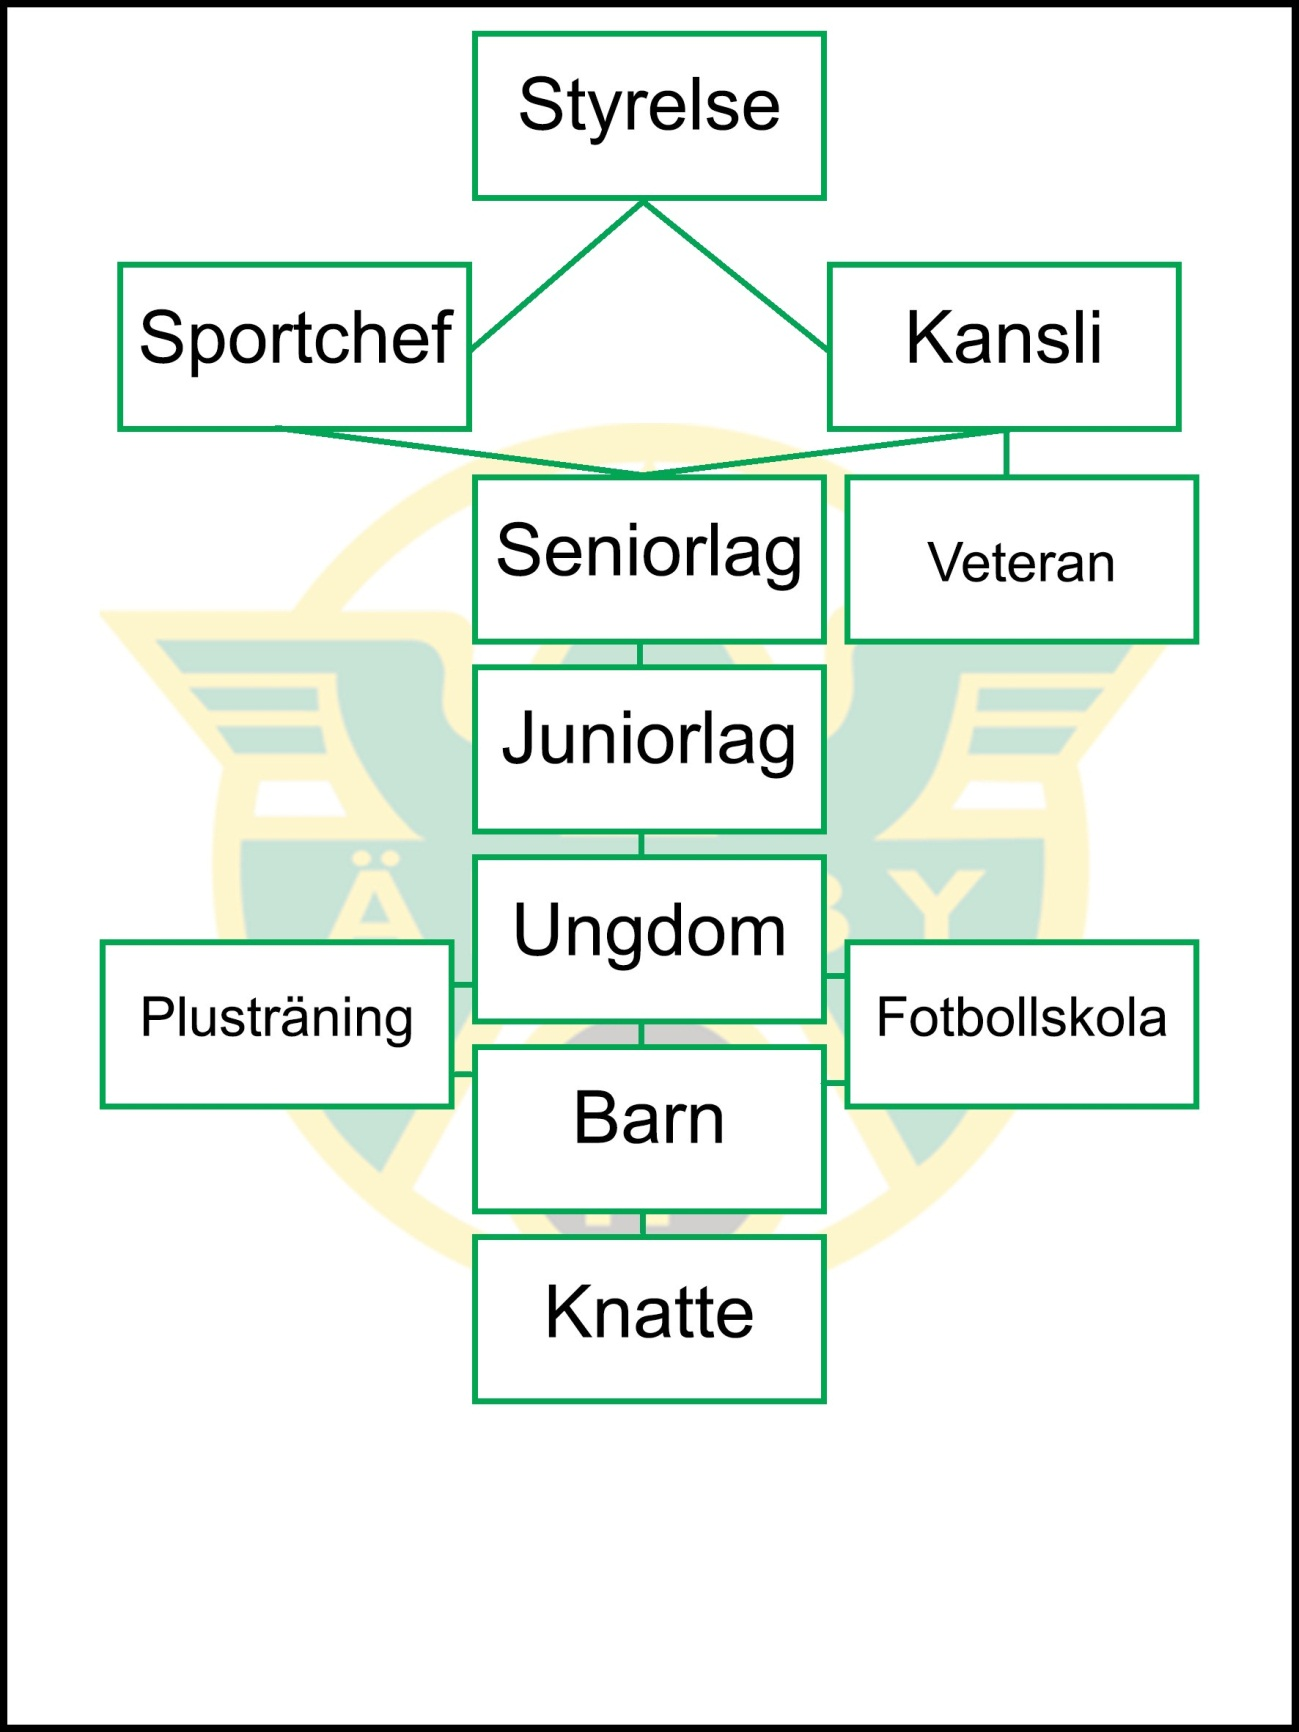 Styrelse
Sportchef
Kansli
Seniorlag
Veteran
Juniorlag
Ungdom
Plusträning
Fotbollskola
Barn
Knatte